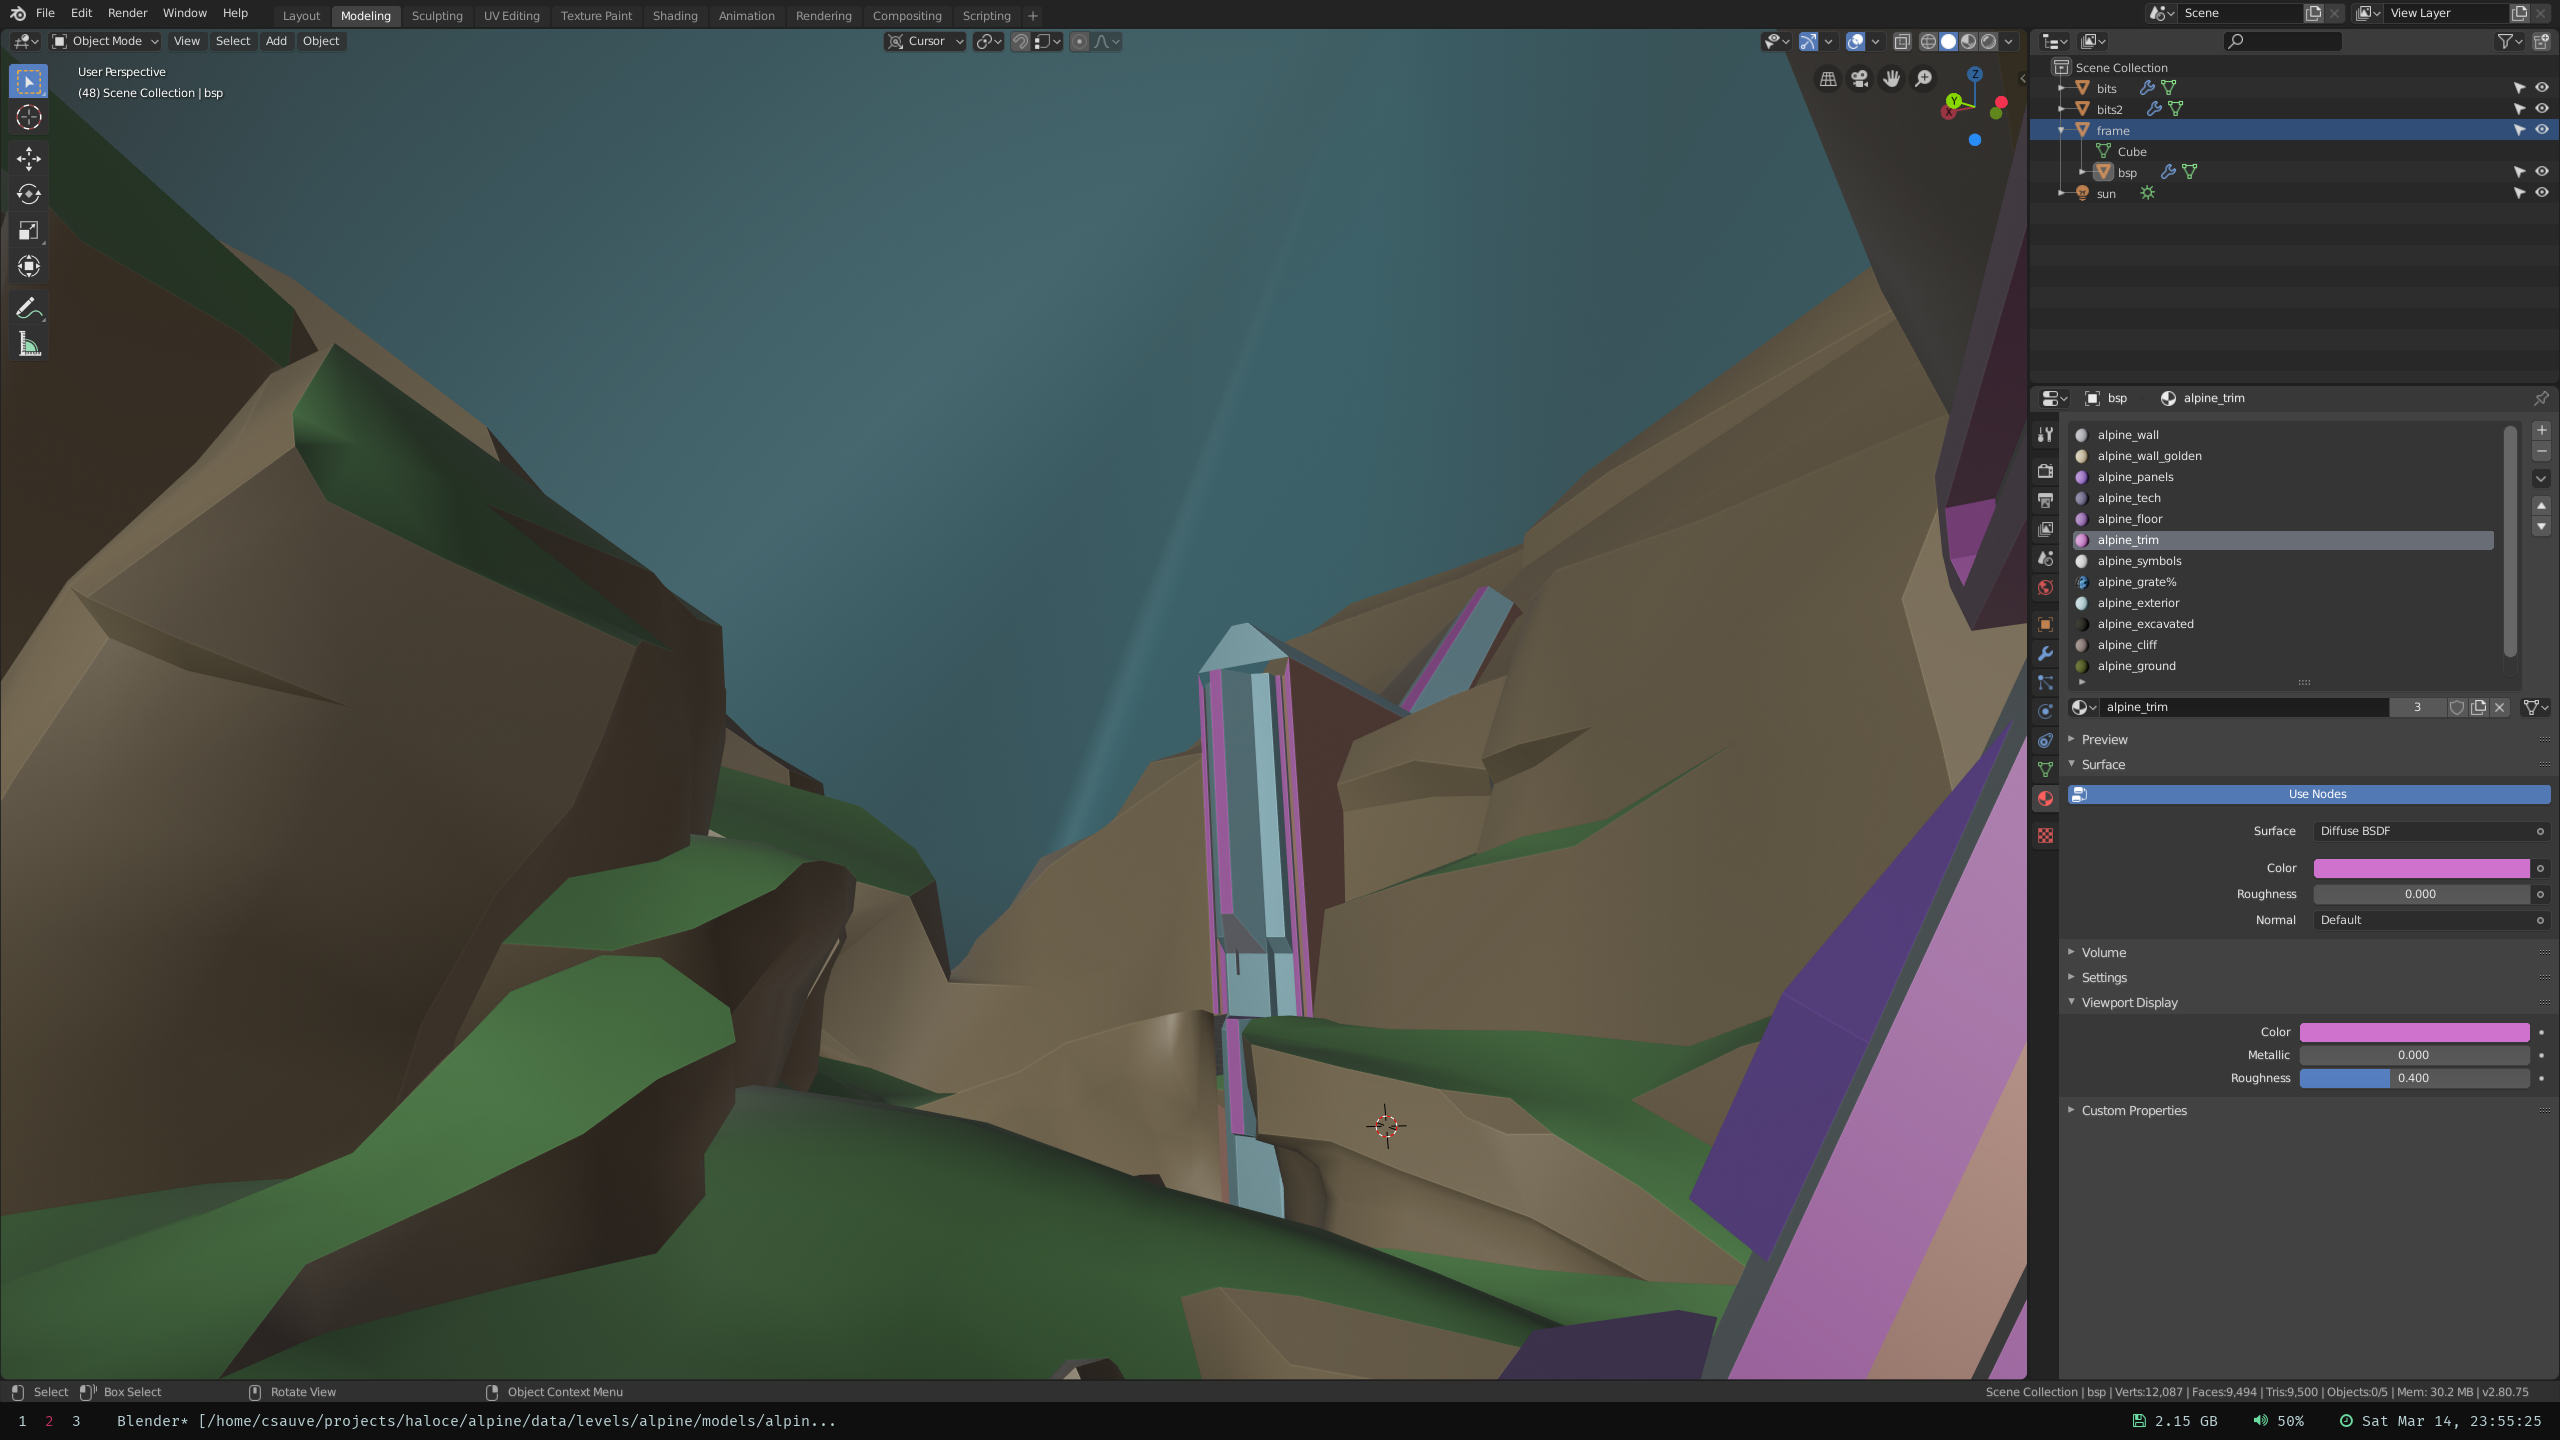 File Edit Render Window Help Layout Modeling Sculpting UV Editing Texture Paint Shading Animation Rendering Compositing Scripting Scene View Layer
Object Mode View Select Add Object Cursor
User Perspective
(48) Scene Collection | bsp
Z
Y
X
Scene Collection
bits
bits2
frame
Cube
bsp
sun
bsp alpine_trim
alpine_wall
alpine_wall_golden
alpine_panels
alpine_tech
alpine_floor
alpine_trim
alpine_symbols
alpine_grate%
alpine_exterior
alpine_excavated
alpine_cliff
alpine_ground
alpine_trim 3
Preview
Surface
Use Nodes
Surface Diffuse BSDF
Color
Roughness 0.000
Normal Default
Volume
Settings
Viewport Display
Color
Metallic 0.000
Roughness 0.400
Custom Properties
Select Box Select Rotate View Object Context Menu Scene Collection | bsp | Verts:12,087 | Faces:9,494 | Tris:9,500 | Objects:0/5 | Mem: 30.2 MB | v2.80.75
1 2 3 Blender* [/home/csauve/projects/haloce/alpine/data/levels/alpine/models/alpin... 2.15 GB 50% Sat Mar 14, 23:55:25